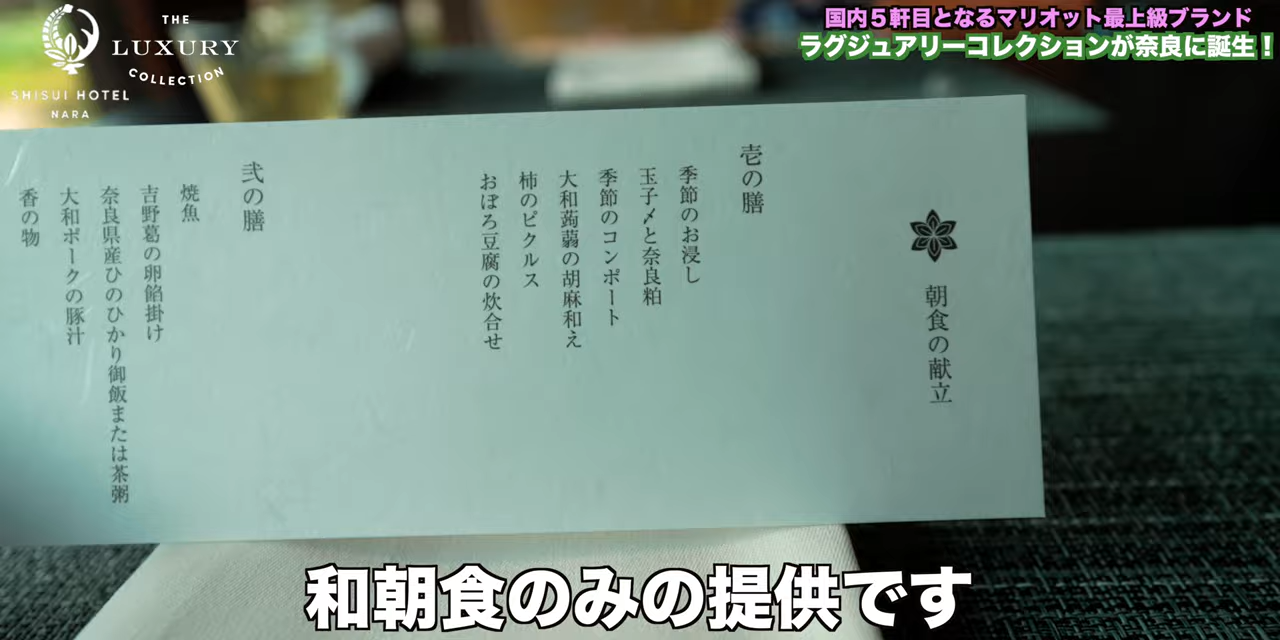 THE
LUXURY
COLLECTION
SHISUI HOTEL
NARA
国内5軒目となるマリオット最上級ブランド
ラグジュアリーコレクションが奈良に誕生!
朝食の献立
壱の膳
季節のお浸し
玉子〆と奈良粕
季節のコンポート
大和蒟蒻の胡麻和え
柿のピクルス
おぼろ豆腐の炊合せ
弐の膳
焼魚
吉野葛の卵餡掛け
奈良県産ひのひかり御飯または茶粥
大和ポークの豚汁
香の物
和朝食のみの提供です